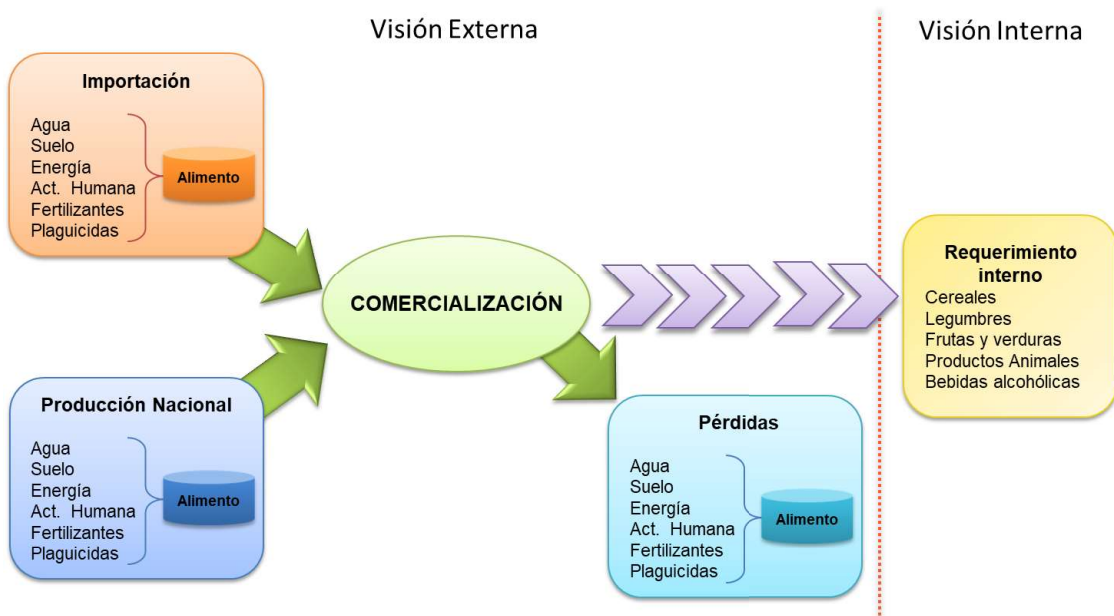 Visión Externa
Visión Interna
Importación
Agua
Suelo
Energía
Act. Humana
Fertilizantes
Plaguicidas
Alimento
COMERCIALIZACIÓN
Requerimiento
interno
Cereales
Legumbres
Frutas y verduras
Productos Animales
Bebidas alcohólicas
Producción Nacional
Agua
Suelo
Energía
Act. Humana
Fertilizantes
Plaguicidas
Alimento
Pérdidas
Agua
Suelo
Energía
Act. Humana
Fertilizantes
Plaguicidas
Alimento